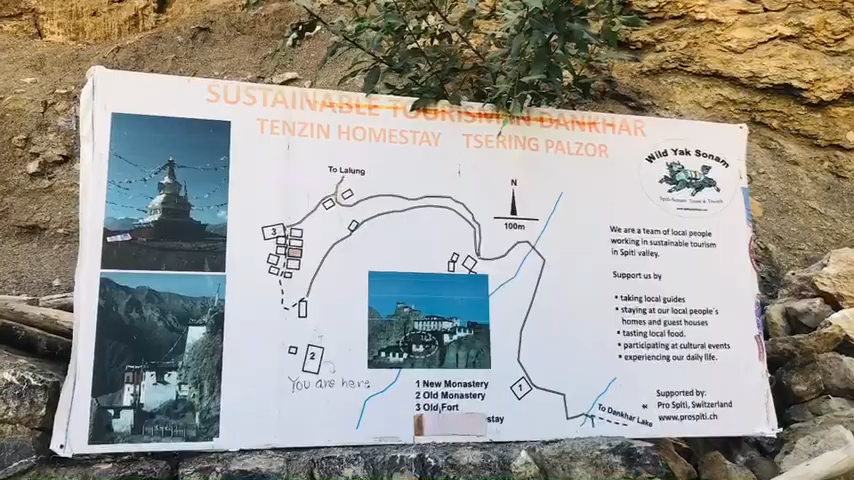 SUSTAINABLE TOURISM IN DANKHAR
TENZIN HOMESTAY TSERING PALZOR
Wild Yak Sonam
To Lalung
N
100m
3
We are a team of local people
working in sustainable tourism
in Spiti valley.
Support us by
• taking local guides
• staying at our local people's
homes and guest houses
• tasting local food.
• participating at cultural events
• experiencing our daily life.
2
You are here
1 New Monastery
2 Old Monastery
3 Old Fort
stay
1
To Dankhar Lake
Supported by:
Pro Spiti, Switzerland
www.prospiti.ch